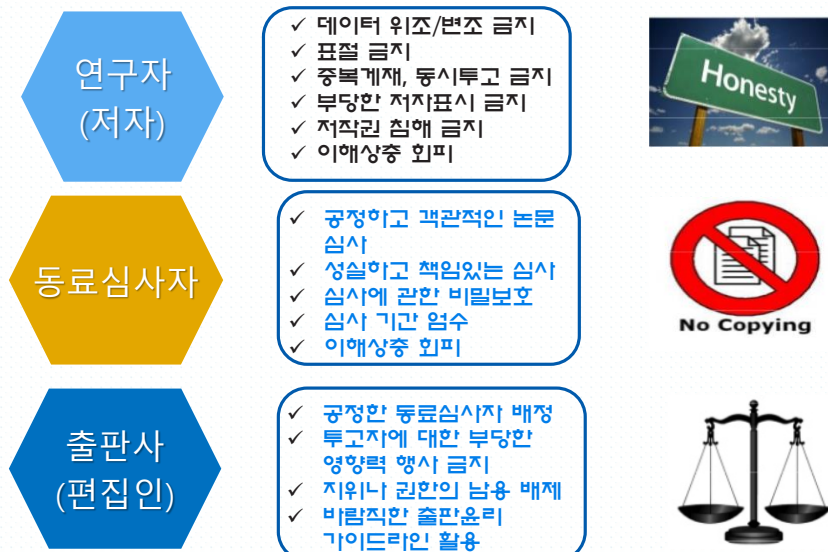 연구자
(저자)
✓ 데이터 위조/변조 금지
✓ 표절 금지
✓ 중복게재, 동시투고 금지
✓ 부당한 저자표시 금지
✓ 저작권 침해 금지
✓ 이해상충 회피
Honesty
동료심사자
✓ 공정하고 객관적인 논문
심사
✓ 성실하고 책임있는 심사
✓ 심사에 관한 비밀보호
✓ 심사 기간 엄수
✓ 이해상충 회피
No Copying
출판사
(편집인)
✓ 공정한 동료심사자 배정
✓ 투고자에 대한 부당한
영향력 행사 금지
✓ 지위나 권한의 남용 배제
✓ 바람직한 출판윤리
가이드라인 활용